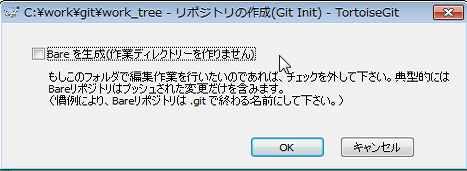 C:¥work¥git¥work_tree - リポジトリの作成(Git Init) - TortoiseGit
Bare を生成(作業ディレクトリーを作りません)
もしこのフォルダで編集作業を行いたいのであれば、チェックを外して下さい。典型的には
Bareリポジトリはプッシュされた変更だけを含みます。
(慣例により、Bareリポジトリは .git で終わる名前にして下さい。)
OK
キャンセル